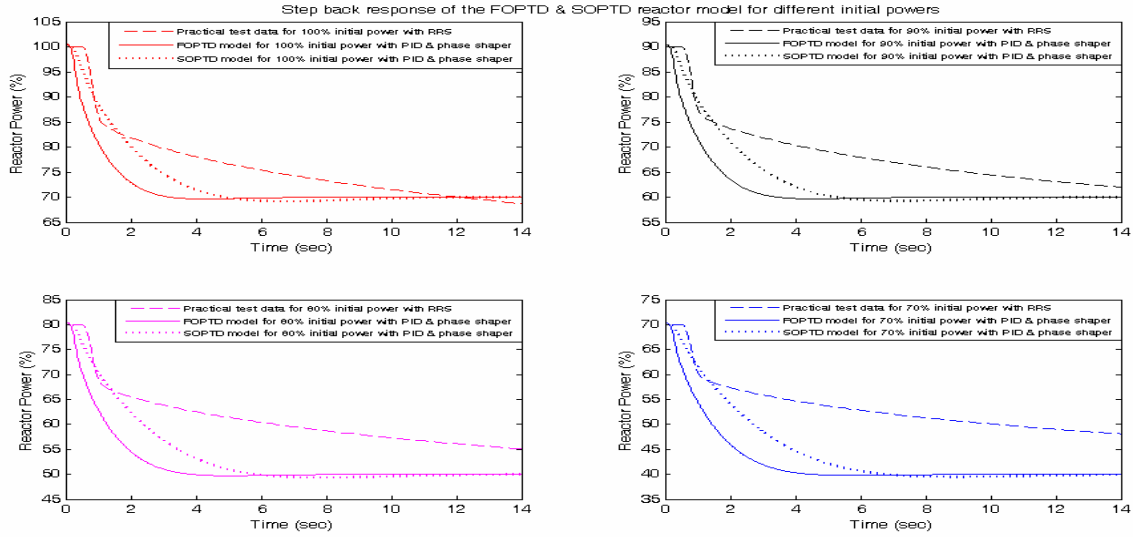 Step back response of the FOPTD & SOPTD reactor model for different initial powers
Practical test data for 100% initial power with RRS
FOPTD model for 100% initial power with PID & phase shaper
SOPTD model for 100% initial power with PID & phase shaper
Reactor Power (%)
105
100
95
90
85
80
75
70
65
0 2 4 6 8 10 12 14
Time (sec)
Practical test data for 90% initial power with RRS
FOPTD model for 90% initial power with PID & phase shaper
SOPTD model for 90% initial power with PID & phase shaper
Reactor Power (%)
95
90
85
80
75
70
65
60
55
0 2 4 6 8 10 12 14
Time (sec)
Practical test data for 80% initial power with RRS
FOPTD model for 80% initial power with PID & phase shaper
SOPTD model for 80% initial power with PID & phase shaper
Reactor Power (%)
85
80
75
70
65
60
55
50
45
0 2 4 6 8 10 12 14
Time (sec)
Practical test data for 70% initial power with RRS
FOPTD model for 70% initial power with PID & phase shaper
SOPTD model for 70% initial power with PID & phase shaper
Reactor Power (%)
75
70
65
60
55
50
45
40
35
0 2 4 6 8 10 12 14
Time (sec)